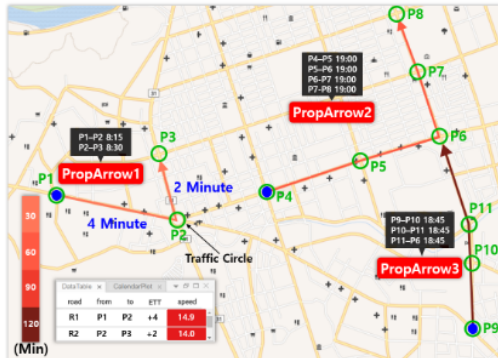 P8
P4–P5 19:00
P5–P6 19:00
P6–P7 19:00
P7–P8 19:00
P7
PropArrow2
P1–P2 8:15
P2–P3 8:30
P3
P6
PropArrow1
P1
2 Minute
P5
P4
30
4 Minute
P2
P11
P9–P10 18:45
P10–P11 18:45
P11–P6 18:45
60
Traffic Circle
P10
PropArrow3
90
DataTable × CalendarPlot ×
road from to ETT speed
120
R1 P1 P2 +4 14.9
R2 P2 P3 +2 14.0
P9
(Min)